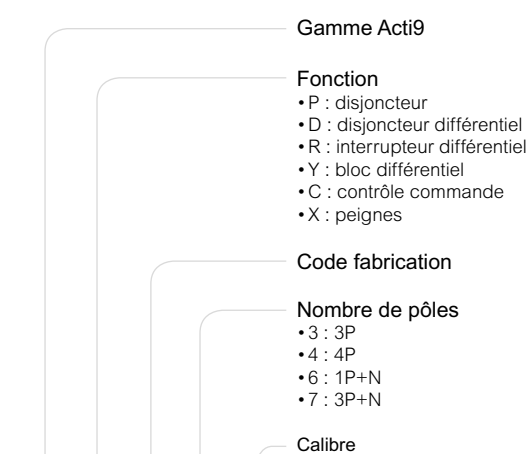 Gamme Acti9
Fonction
• P : disjoncteur
• D : disjoncteur différentiel
• R : interrupteur différentiel
• Y : bloc différentiel
• C : contrôle commande
• X : peignes
Code fabrication
Nombre de pôles
• 3 : 3P
• 4 : 4P
• 6 : 1P+N
• 7 : 3P+N
Calibre